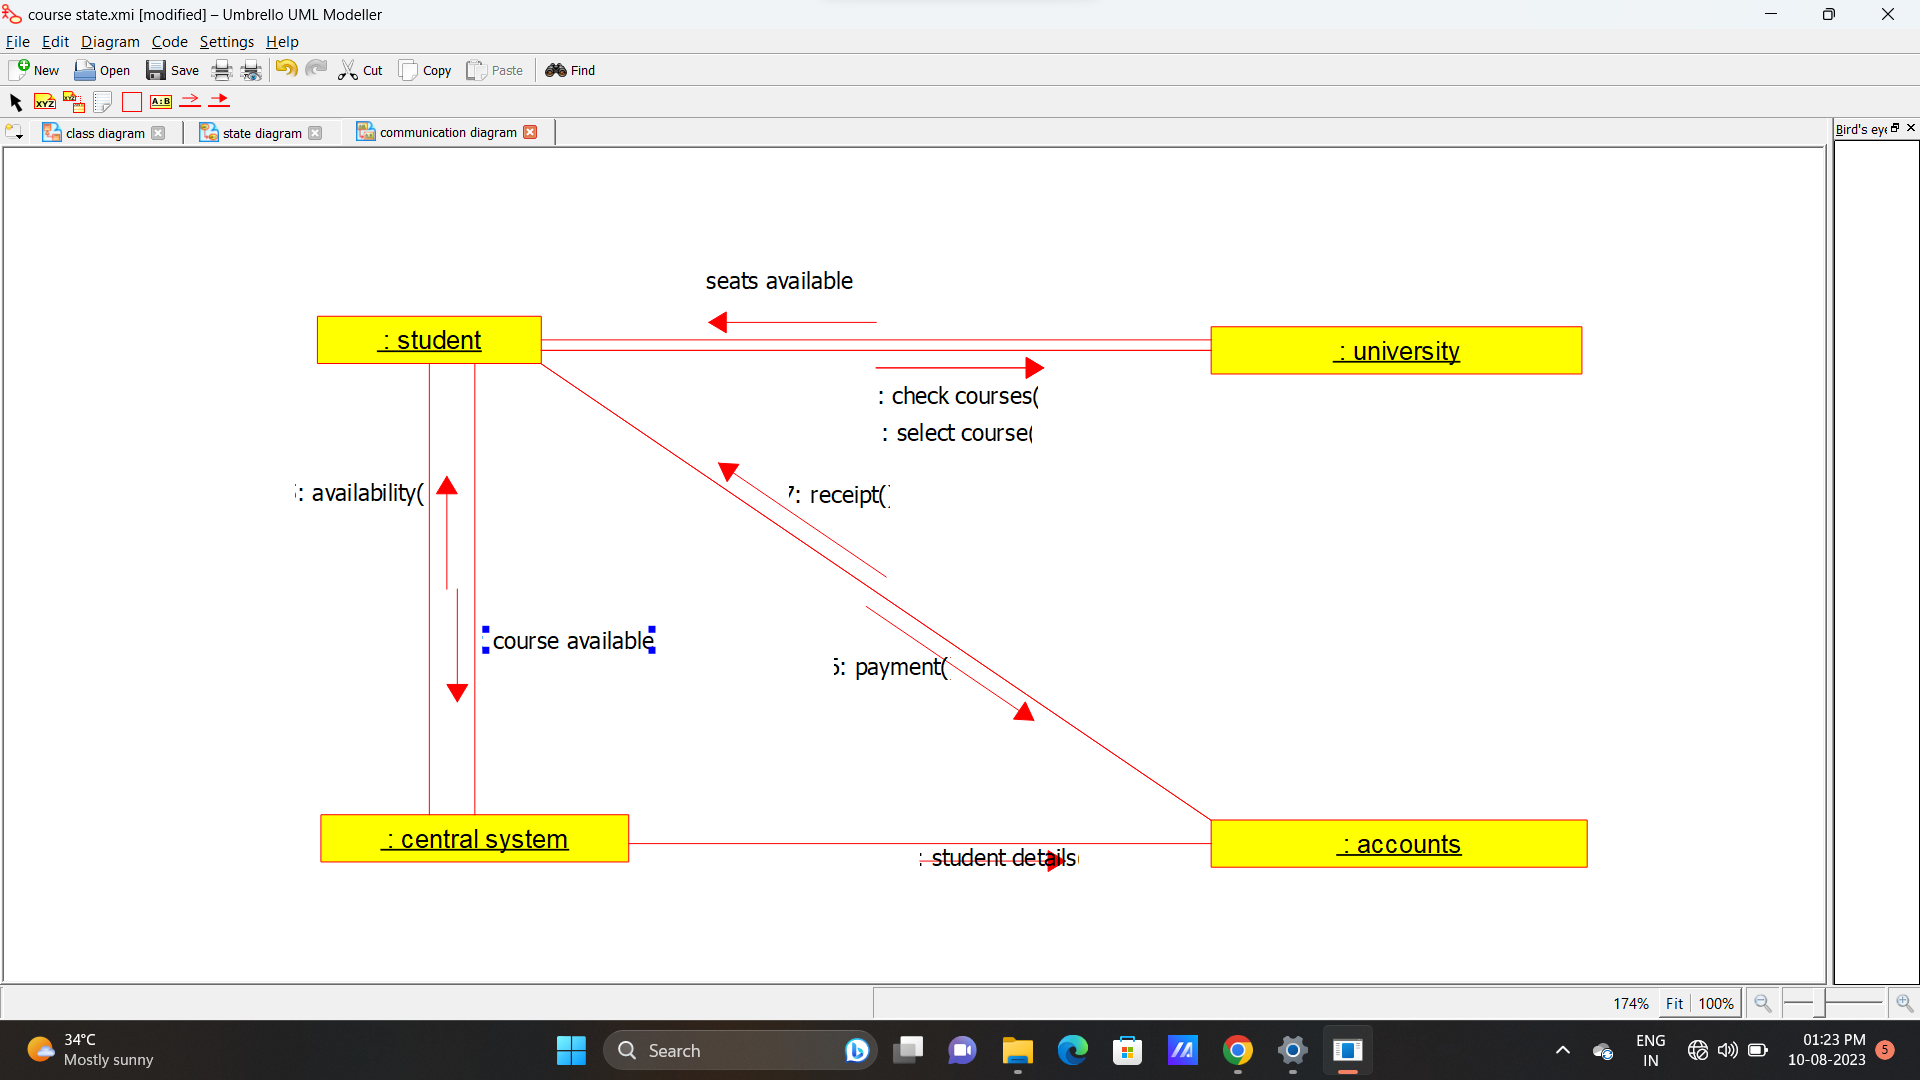 course state.xmi [modified] – Umbrello UML Modeller
File Edit Diagram Code Settings Help
New Open Save Cut Copy Paste Find
XYZ XYZ A:B
class diagram state diagram communication diagram
Bird's eye
seats available
: student
: university
: check courses(
: select course(
: availability(
7: receipt()
course available
: payment(
: central system
: accounts
: student details(
174% Fit 100%
34°C
Mostly sunny
Search
ENG
IN
01:23 PM
10-08-2023
5